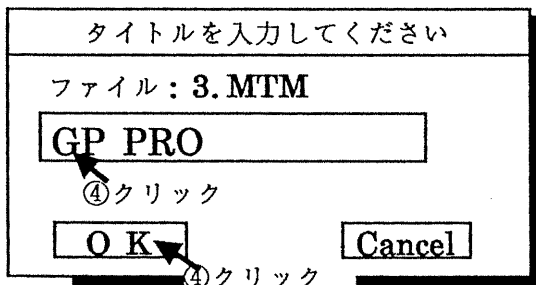 タイトルを入力してください
ファイル : 3. MTM
GP PRO
④クリック
O K
Cancel
④クリック